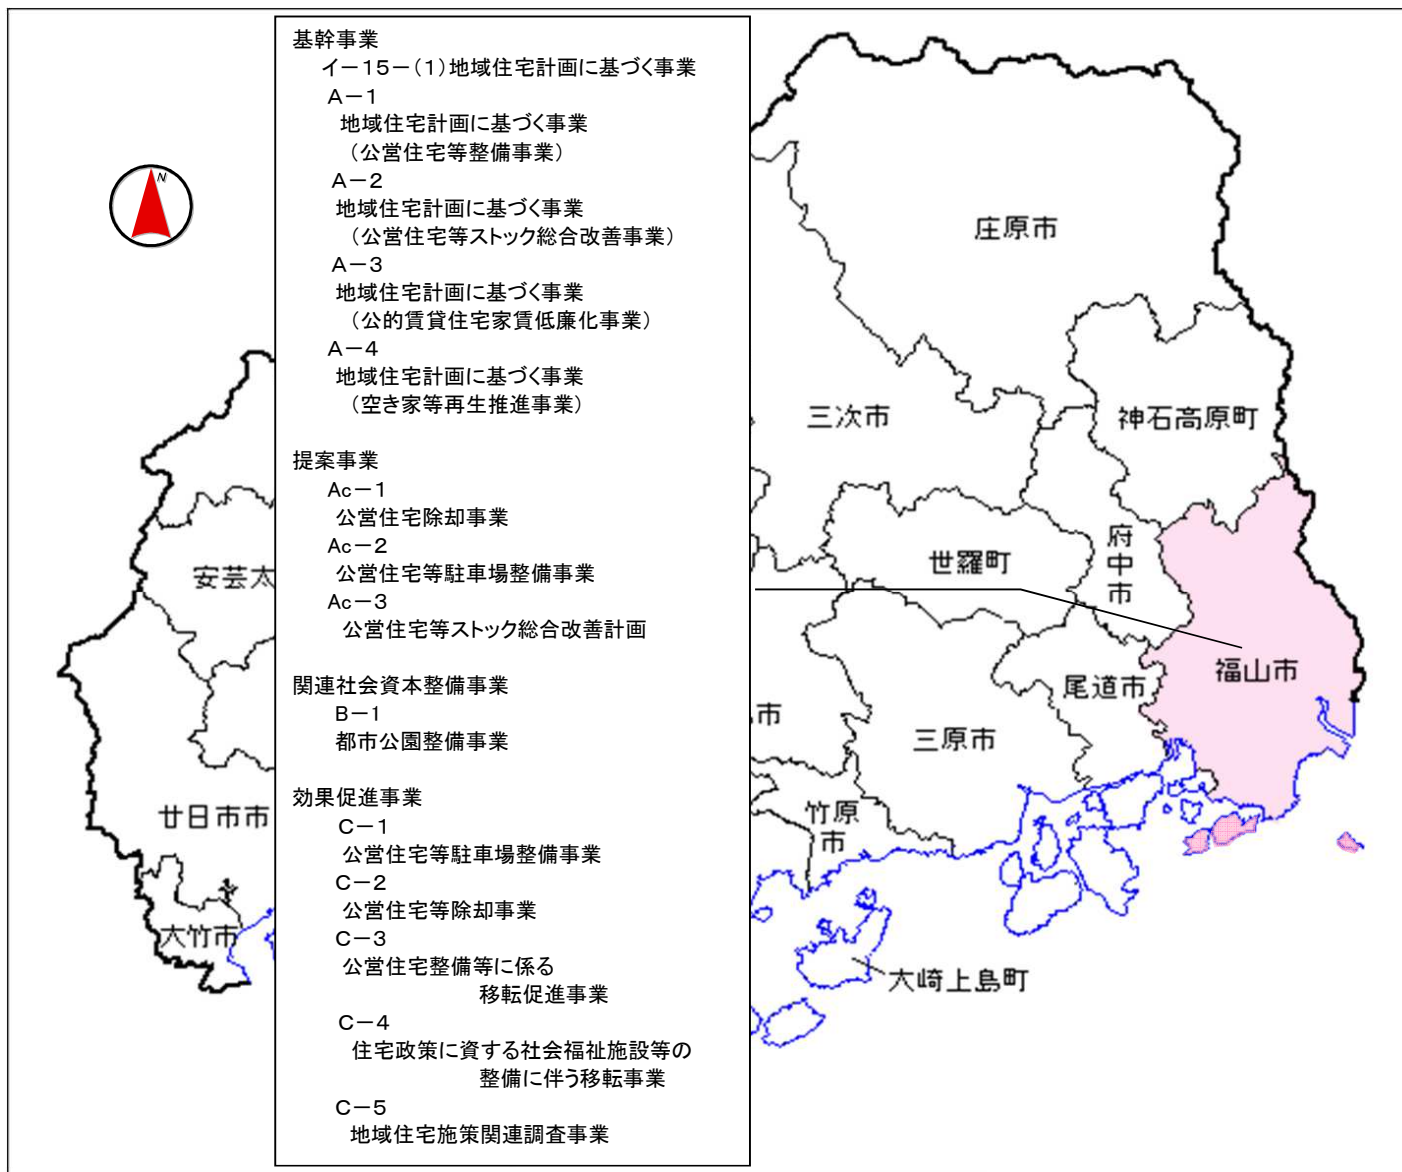 基幹事業
イー15ー(1)地域住宅計画に基づく事業
Aー1
地域住宅計画に基づく事業
(公営住宅等整備事業)
Aー2
地域住宅計画に基づく事業
(公営住宅等ストック総合改善事業)
Aー3
地域住宅計画に基づく事業
(公的賃貸住宅家賃低廉化事業)
Aー4
地域住宅計画に基づく事業
(空き家等再生推進事業)
提案事業
Acー1
公営住宅除却事業
Acー2
公営住宅等駐車場整備事業
Acー3
公営住宅等ストック総合改善計画
関連社会資本整備事業
Bー1
都市公園整備事業
効果促進事業
Cー1
公営住宅等駐車場整備事業
Cー2
公営住宅等除却事業
Cー3
公営住宅整備等に係る
移転促進事業
Cー4
住宅政策に資する社会福祉施設等の
整備に伴う移転事業
Cー5
地域住宅施策関連調査事業
N
庄原市
三次市
神石高原町
世羅町
府中市
安芸太
福山市
尾道市
市
三原市
廿日市市
竹原市
大竹市
大崎上島町